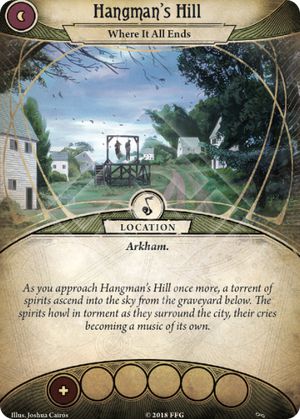 Hangman's Hill
Where It All Ends
LOCATION
Arkham.
As you approach Hangman's Hill once more, a torrent of
spirits ascend into the sky from the graveyard below. The
spirits howl in torment as they surround the city, their cries
becoming a music of its own.
Illus. Joshua Cairós
© 2018 FFG